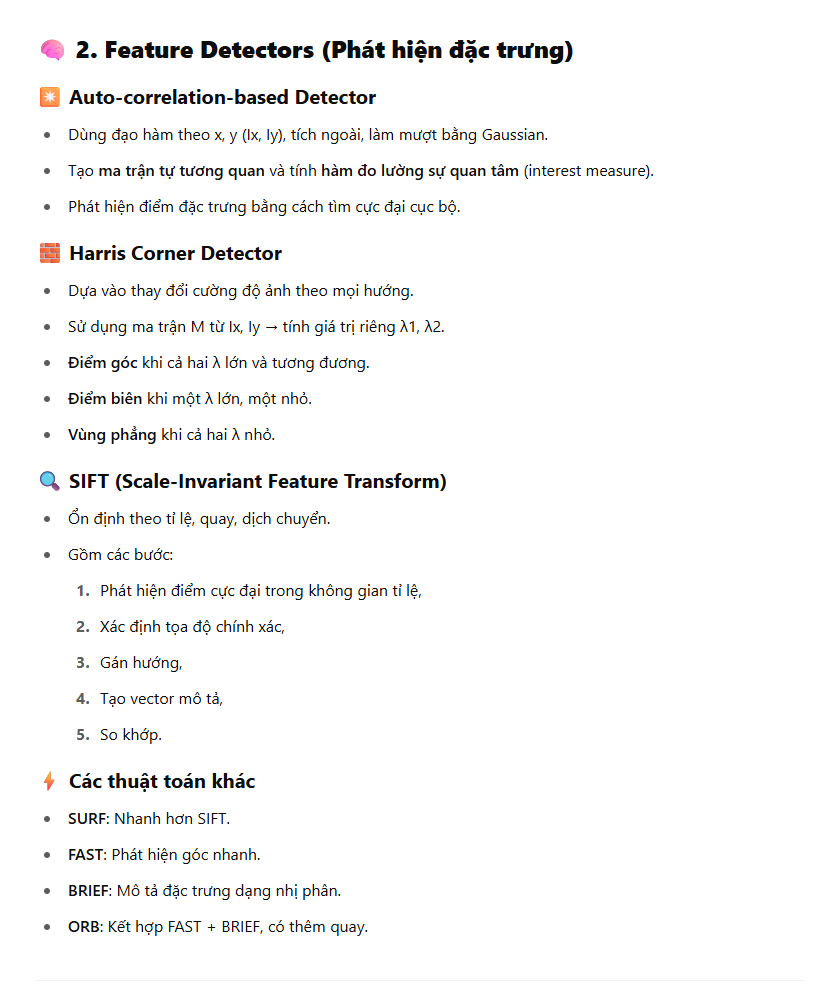 🧠 2. Feature Detectors (Phát hiện đặc trưng)
✴️ Auto-correlation-based Detector
• Dùng đạo hàm theo x, y (Ix, Iy), tích ngoài, làm mượt bằng Gaussian.
• Tạo ma trận tự tương quan và tính hàm đo lường sự quan tâm (interest measure).
• Phát hiện điểm đặc trưng bằng cách tìm cực đại cục bộ.
🧱 Harris Corner Detector
• Dựa vào thay đổi cường độ ảnh theo mọi hướng.
• Sử dụng ma trận M từ Ix, Iy → tính giá trị riêng λ1, λ2.
• Điểm góc khi cả hai λ lớn và tương đương.
• Điểm biên khi một λ lớn, một nhỏ.
• Vùng phẳng khi cả hai λ nhỏ.
🔍 SIFT (Scale-Invariant Feature Transform)
• Ổn định theo tỉ lệ, quay, dịch chuyển.
• Gồm các bước:
1. Phát hiện điểm cực đại trong không gian tỉ lệ,
2. Xác định tọa độ chính xác,
3. Gán hướng,
4. Tạo vector mô tả,
5. So khớp.
⚡ Các thuật toán khác
• SURF: Nhanh hơn SIFT.
• FAST: Phát hiện góc nhanh.
• BRIEF: Mô tả đặc trưng dạng nhị phân.
• ORB: Kết hợp FAST + BRIEF, có thêm quay.